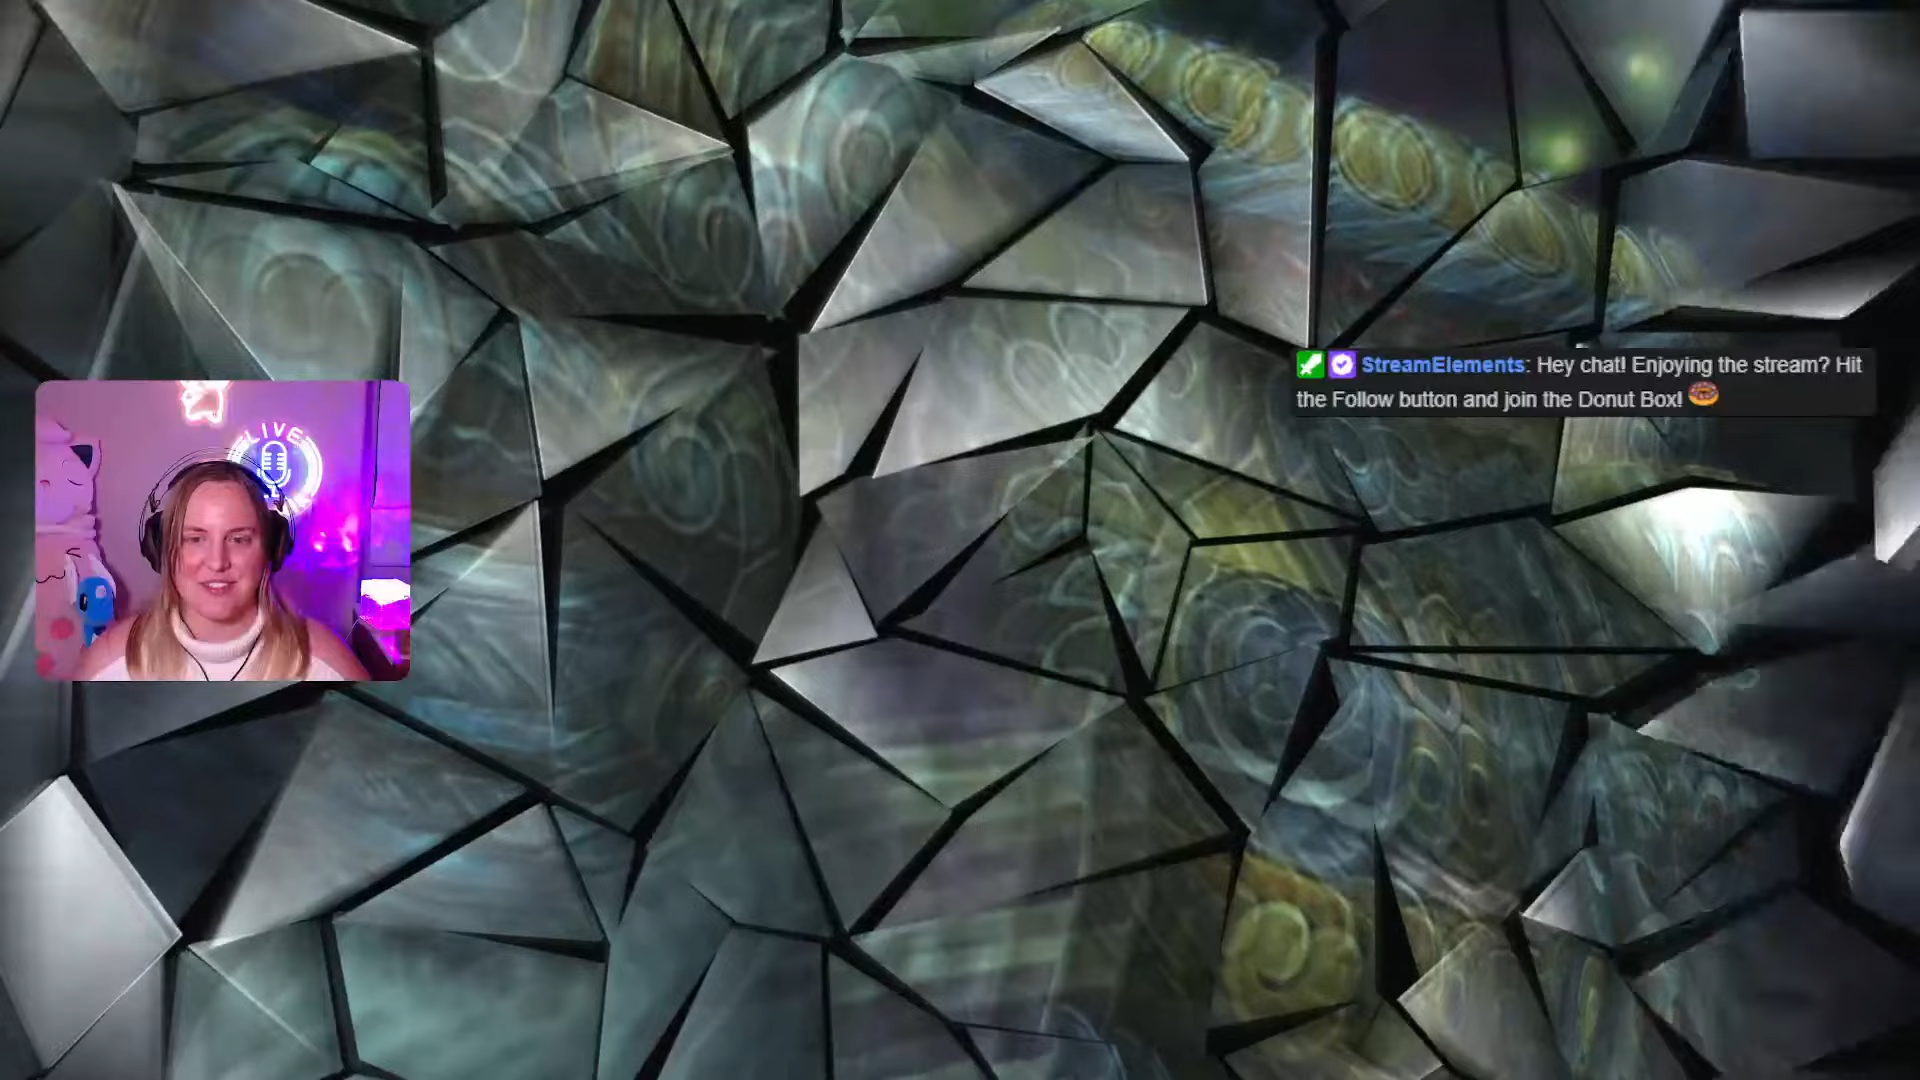 LIVE
StreamElements: Hey chat! Enjoying the stream? Hit
the Follow button and join the Donut Box! 🍩